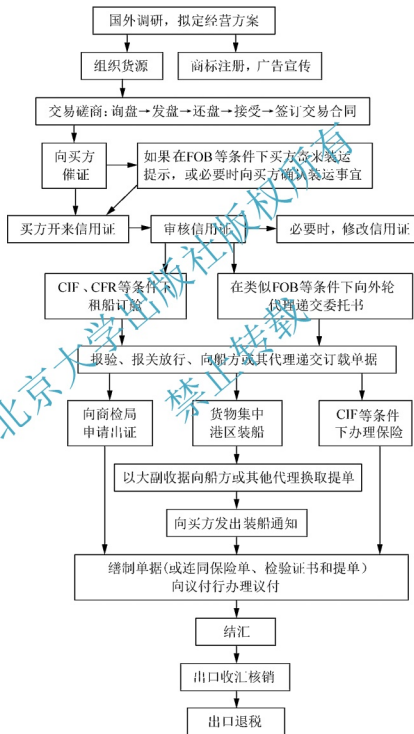 国外调研，拟定经营方案
组织货源
商标注册，广告宣传
交易磋商：询盘→发盘→还盘→接受→签订交易合同
向买方
催证
如果在FOB等条件下买方寄来装运
提示，或必要时向买方确认装运事宜
买方开来信用证
审核信用证
必要时，修改信用证
CIF、CFR等条件下
租船订舱
在类似FOB等条件下向外轮
代理递交委托书
报验、报关放行、向船方或其代理递交订载单据
向商检局
申请出证
货物集中
港区装船
CIF等条件
下办理保险
以大副收据向船方或其他代理换取提单
向买方发出装船通知
缮制单据(或连同保险单、检验证书和提单）
向议付行办理议付
结汇
出口收汇核销
出口退税
北京大学出版社版权所有
禁止转载